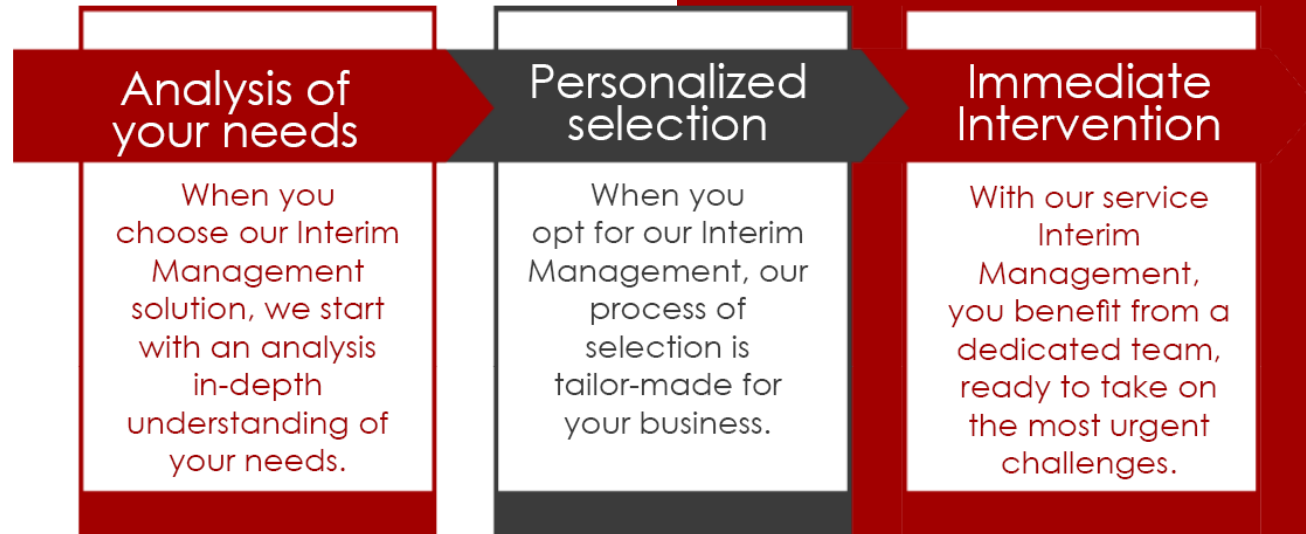 Analysis of
your needs
When you
choose our Interim
Management
solution, we start
with an analysis
in-depth
understanding of
your needs.
Personalized
selection
When you
opt for our Interim
Management, our
process of
selection is
tailor-made for
your business.
Immediate
Intervention
With our service
Interim
Management,
you benefit from a
dedicated team,
ready to take on
the most urgent
challenges.